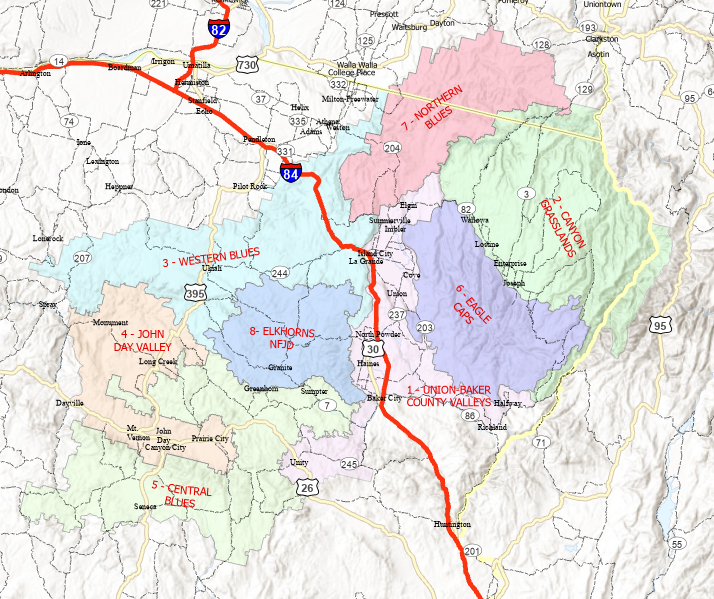 221
124
Pomeroy
Uniontown
Prescott
Dayton
Waitsburg
193
82
125
128
Clarkston
Asotin
14
Boardman
Irrigon
Umatilla
730
Walla Walla
College Place
Arlington
Hermiston
332
129
Stanfield
37
Milton-Freewater
95
Echo
Helix
74
335
Athena
Adams
Weston
7 - NORTHERN
BLUES
Ione
Pendleton
331
204
Lexington
84
Heppner
Pilot Rock
3
2 - CANYON
GRASSLANDS
Elgin
82
Summerville
Imbler
Wallowa
Lonerock
Lostine
207
3 - WESTERN BLUES
Island City
La Grande
Enterprise
Ukiah
244
Cove
Joseph
395
Union
6 - EAGLE
CAPS
Spray
237
Monument
4 - JOHN
DAY VALLEY
8- ELKHORNS
NFJD
North Powder
203
95
30
Long Creek
Granite
Haines
Greenhorn
Sumpter
1 - UNION-BAKER
COUNTY VALLEYS
Dayville
7
Baker City
Halfway
86
Richland
Mt.
Vernon
John
Day
Prairie City
Canyon City
71
Unity
245
5 - CENTRAL
BLUES
26
Seneca
Huntington
201
55